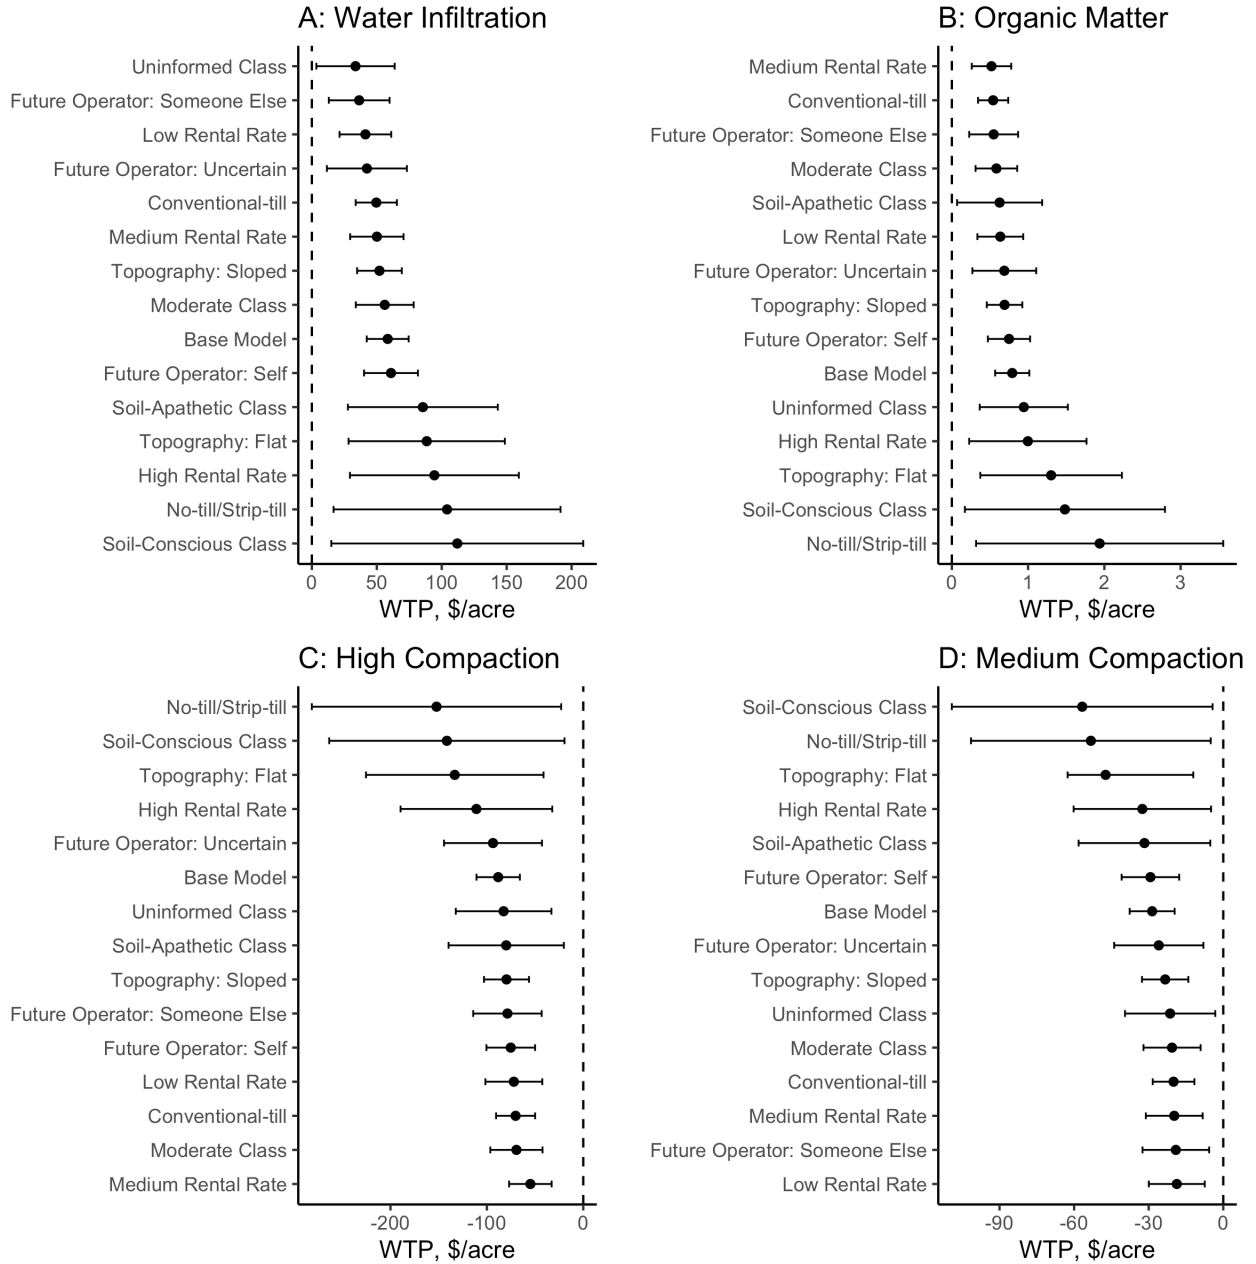 A: Water Infiltration
Uninformed Class
Future Operator: Someone Else
Low Rental Rate
Future Operator: Uncertain
Conventional-till
Medium Rental Rate
Topography: Sloped
Moderate Class
Base Model
Future Operator: Self
Soil-Apathetic Class
Topography: Flat
High Rental Rate
No-till/Strip-till
Soil-Conscious Class
0 50 100 150 200
WTP, $/acre
B: Organic Matter
Medium Rental Rate
Conventional-till
Future Operator: Someone Else
Moderate Class
Soil-Apathetic Class
Low Rental Rate
Future Operator: Uncertain
Topography: Sloped
Future Operator: Self
Base Model
Uninformed Class
High Rental Rate
Topography: Flat
Soil-Conscious Class
No-till/Strip-till
0 1 2 3
WTP, $/acre
C: High Compaction
No-till/Strip-till
Soil-Conscious Class
Topography: Flat
High Rental Rate
Future Operator: Uncertain
Base Model
Uninformed Class
Soil-Apathetic Class
Topography: Sloped
Future Operator: Someone Else
Future Operator: Self
Low Rental Rate
Conventional-till
Moderate Class
Medium Rental Rate
-200 -100 0
WTP, $/acre
D: Medium Compaction
Soil-Conscious Class
No-till/Strip-till
Topography: Flat
High Rental Rate
Soil-Apathetic Class
Future Operator: Self
Base Model
Future Operator: Uncertain
Topography: Sloped
Uninformed Class
Moderate Class
Conventional-till
Medium Rental Rate
Future Operator: Someone Else
Low Rental Rate
-90 -60 -30 0
WTP, $/acre